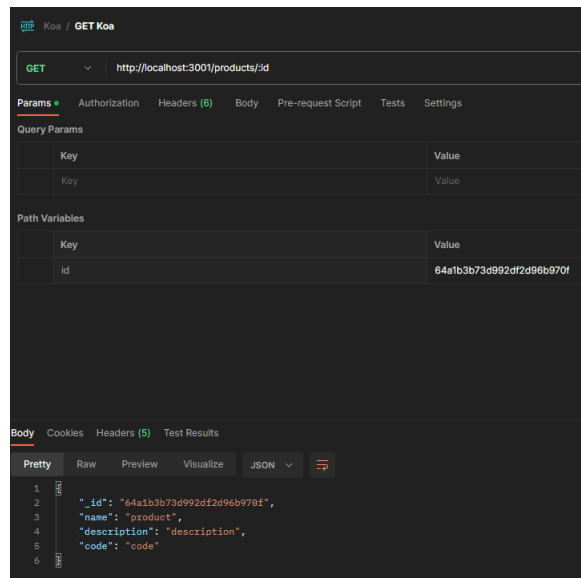 HTTP Koa / GET Koa
GET http://localhost:3001/products/:id
Params Authorization Headers (6) Body Pre-request Script Tests Settings
Query Params
Key Value
Key Value
Path Variables
Key Value
id 64a1b3b73d992df2d96b970f
Body Cookies Headers (5) Test Results
Pretty Raw Preview Visualize JSON
1 {
2 "_id": "64a1b3b73d992df2d96b970f",
3 "name": "product",
4 "description": "description",
5 "code": "code"
6 }